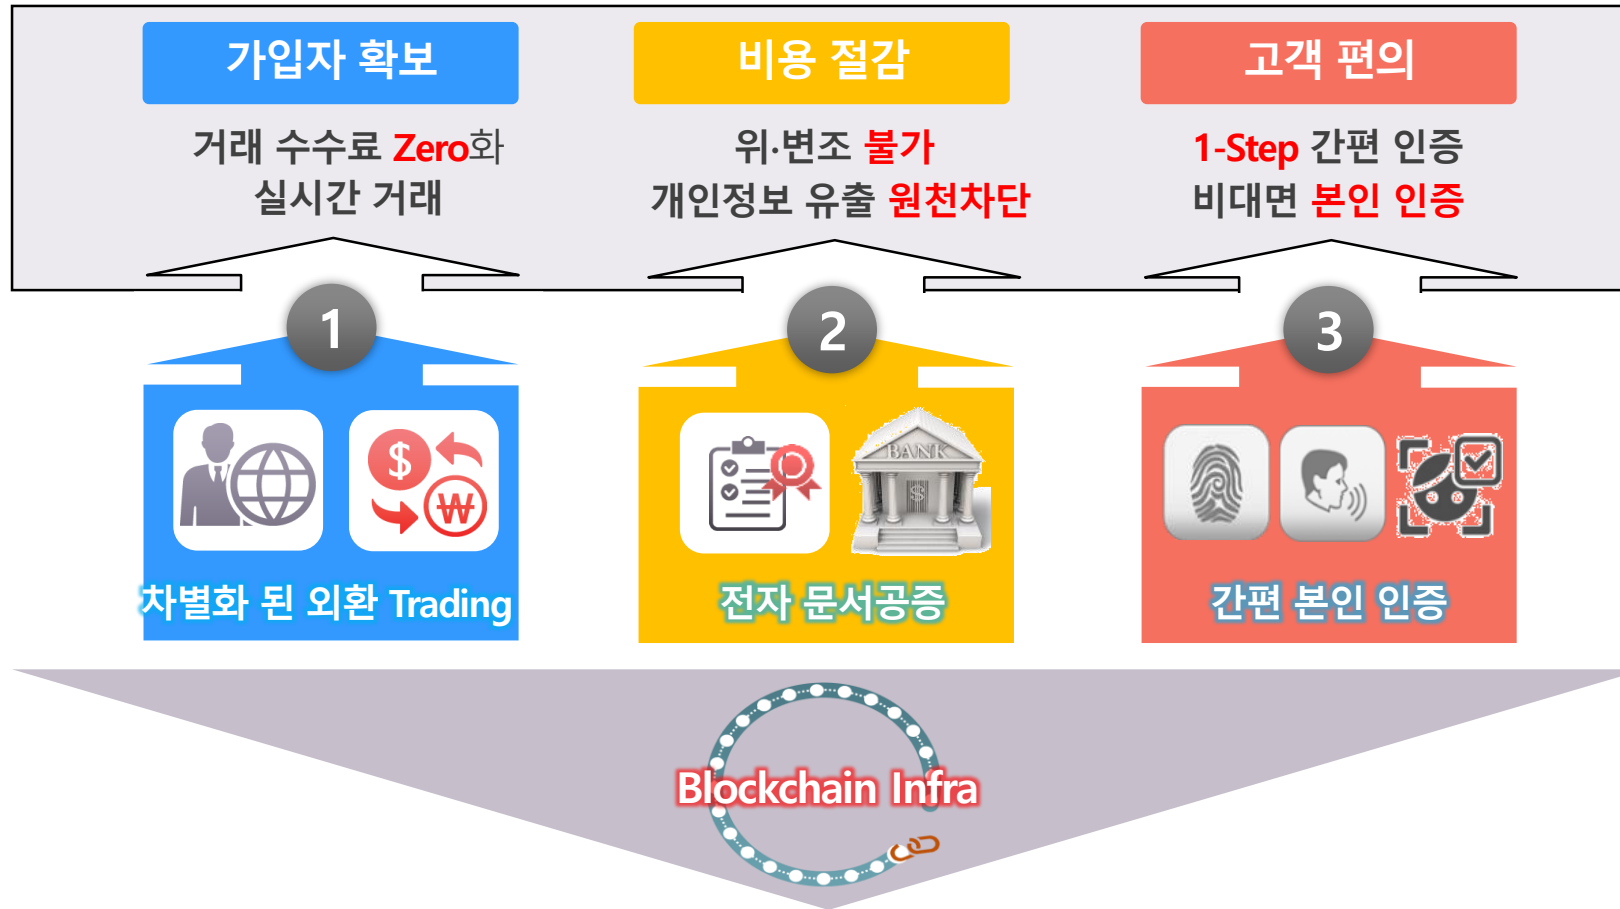 가입자 확보
거래 수수료 Zero화
실시간 거래
비용 절감
위·변조 불가
개인정보 유출 원천차단
고객 편의
1-Step 간편 인증
비대면 본인 인증
1
2
3
$
₩
BANK
$
차별화 된 외환 Trading
전자 문서공증
간편 본인 인증
Blockchain Infra